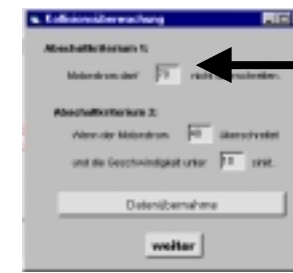 Kollisionsüberwachung
Abschaltkriterium 1:
Motorstrom darf nicht überschreiten.
Abschaltkriterium 2:
Wenn der Motorstrom überschreitet
und die Geschwindigkeit unter sinkt.
Datenübernahme
weiter